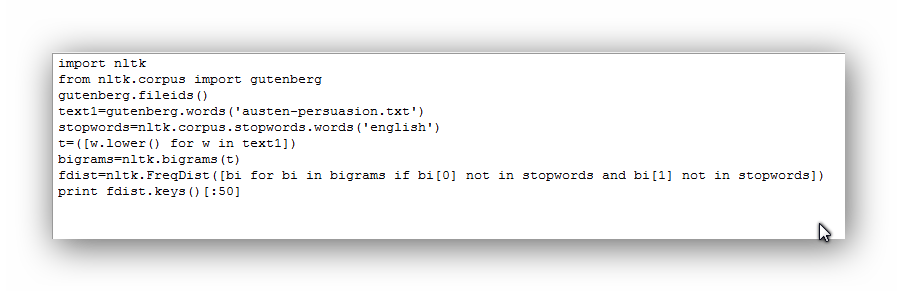 import nltk
from nltk.corpus import gutenberg
gutenberg.fileids()
text1=gutenberg.words('austen-persuasion.txt')
stopwords=nltk.corpus.stopwords.words('english')
t=([w.lower() for w in text1])
bigrams=nltk.bigrams(t)
fdist=nltk.FreqDist([bi for bi in bigrams if bi[0] not in stopwords and bi[1] not in stopwords])
print fdist.keys()[:50]